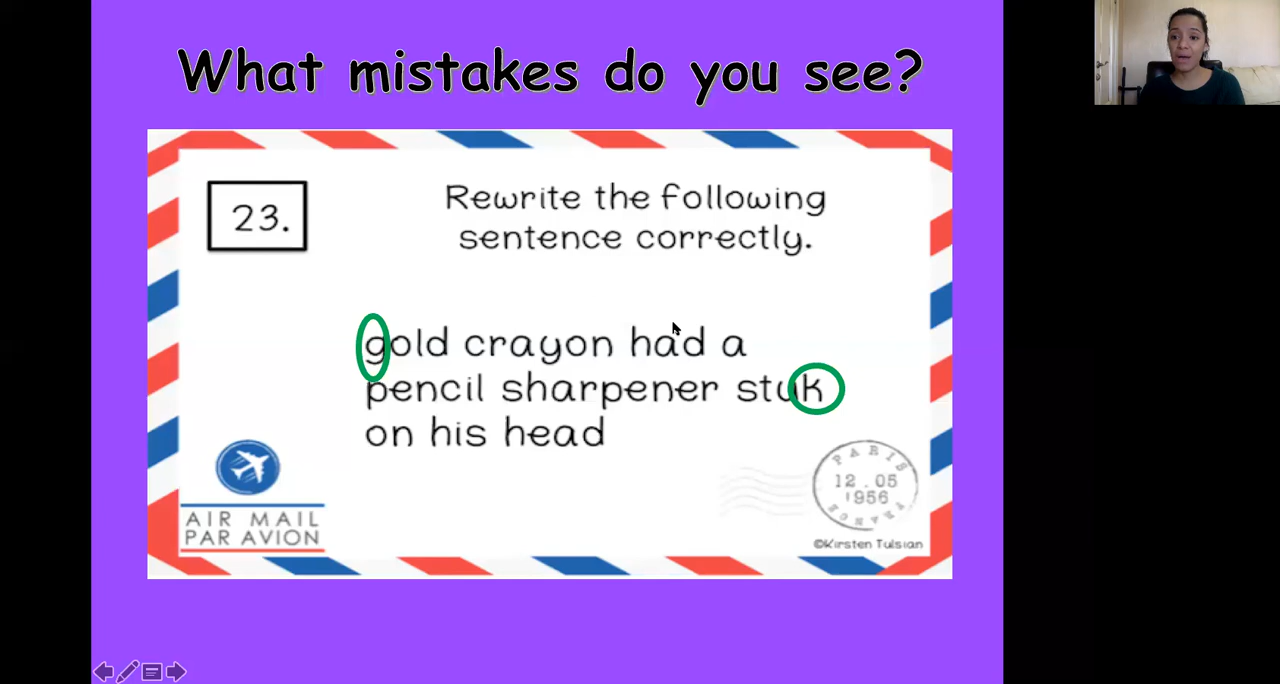 What mistakes do you see?
23.
Rewrite the following
sentence correctly.
gold crayon had a
pencil sharpener stuk
on his head
AIR MAIL
PAR AVION
PARIS
12.05
1956
FRANCE
©Kirsten Tulsian